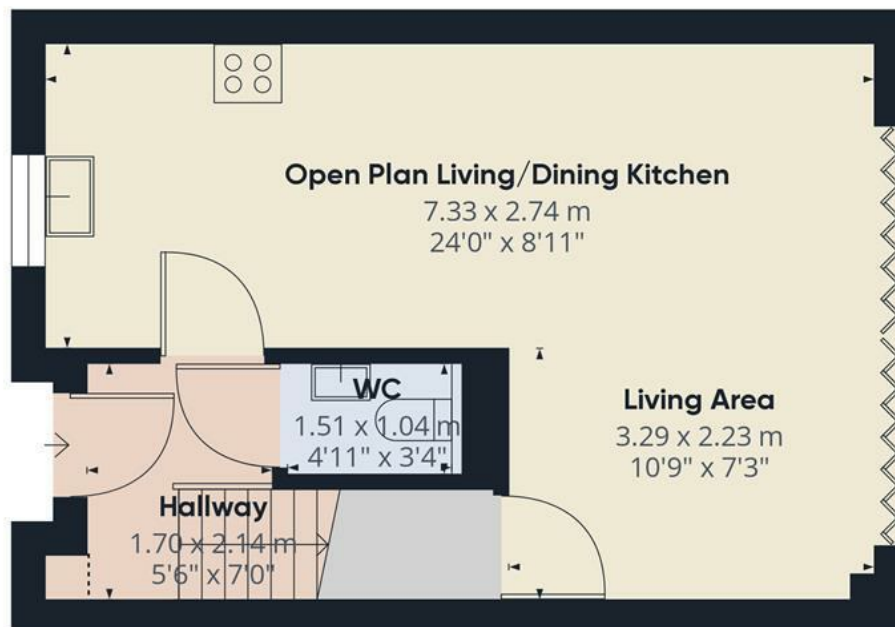 Open Plan Living/Dining Kitchen
7.33 x 2.74 m
24'0" x 8'11"
WC
1.51 x 1.04 m
4'11" x 3'4"
Living Area
3.29 x 2.23 m
10'9" x 7'3"
Hallway
1.70 x 2.14 m
5'6" x 7'0"